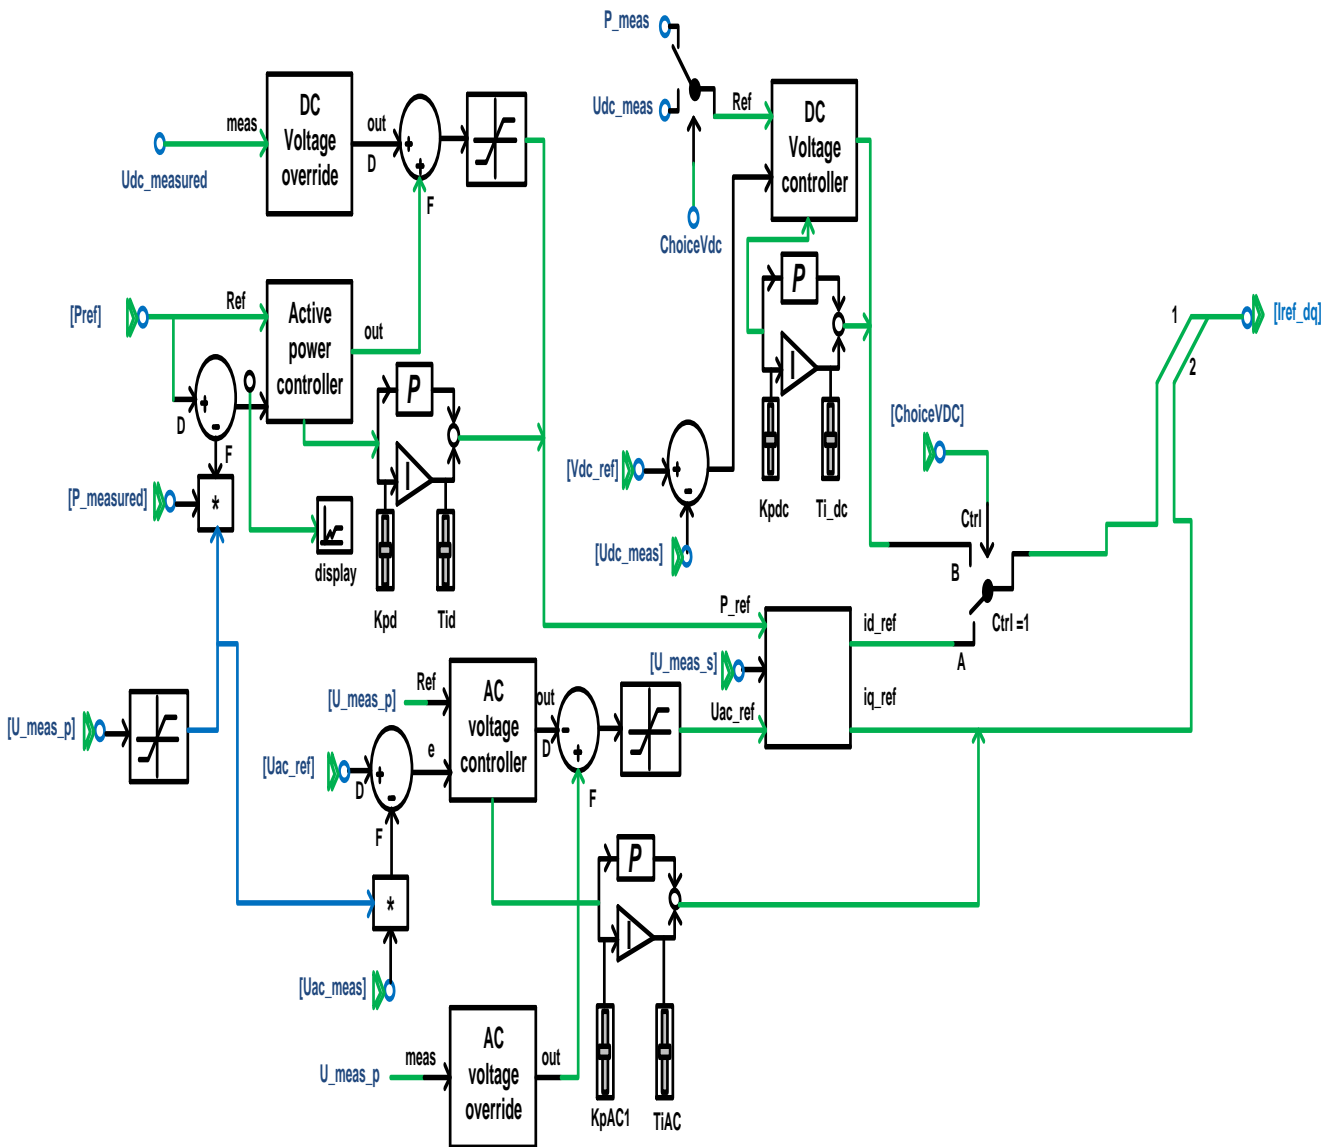 P_meas
Udc_meas
Ref
DC
Voltage
controller
ChoiceVdc
DC
Voltage
override
meas
out
D
+
+
F
Udc_measured
[Pref]
Ref
Active
power
controller
out
P
I
D
+
-
F
[P_measured]
*
display
Kpd
Tid
P
I
Kpdc
Ti_dc
[Vdc_ref]
+
-
[Udc_meas]
[ChoiceVDC]
Ctrl
B
Ctrl =1
A
1
2
[Iref_dq]
P_ref
[U_meas_s]
Uac_ref
id_ref
iq_ref
[U_meas_p]
[U_meas_p]
Ref
AC
voltage
controller
out
D
-
+
F
[Uac_ref]
D
+
-
e
F
*
[Uac_meas]
P
I
KpAC1
TiAC
U_meas_p
meas
AC
voltage
override
out